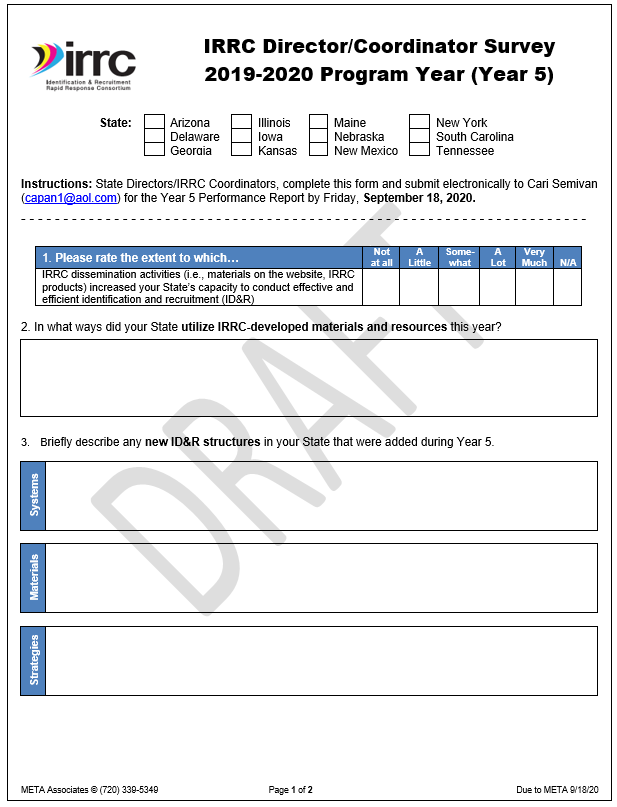 irrc
Identification & Recruitment
Rapid Response Consortium
IRRC Director/Coordinator Survey
2019-2020 Program Year (Year 5)
State: Arizona Illinois Maine New York
Delaware Iowa Nebraska South Carolina
Georgia Kansas New Mexico Tennessee
Instructions: State Directors/IRRC Coordinators, complete this form and submit electronically to Cari Semivan
(capan1@aol.com) for the Year 5 Performance Report by Friday, September 18, 2020.
1. Please rate the extent to which… Not at all A Little Some-what A Lot Very Much N/A
IRRC dissemination activities (i.e., materials on the website, IRRC
products) increased your State's capacity to conduct effective and
efficient identification and recruitment (ID&R)
2. In what ways did your State utilize IRRC-developed materials and resources this year?
3. Briefly describe any new ID&R structures in your State that were added during Year 5.
Systems
Materials
Strategies
DRAFT
META Associates © (720) 339-5349 Page 1 of 2 Due to META 9/18/20